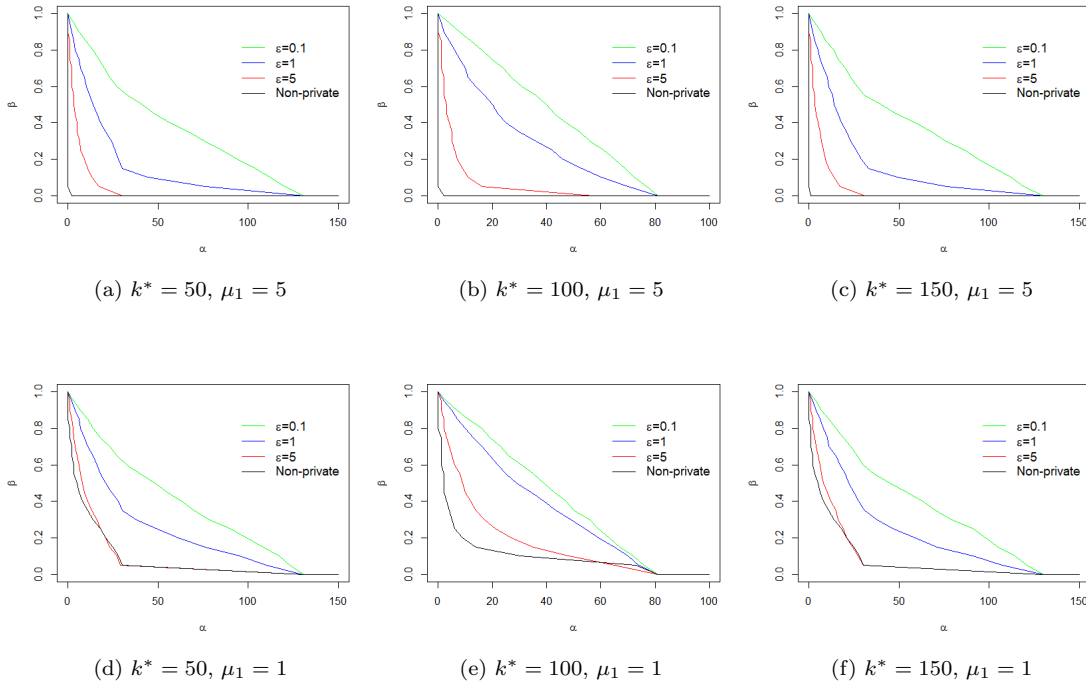 1.0
0.8
0.6
0.4
0.2
0.0
β
ε=0.1
ε=1
ε=5
Non-private
0 50 100 150
α
(a) k* = 50, μ₁ = 5
1.0
0.8
0.6
0.4
0.2
0.0
β
ε=0.1
ε=1
ε=5
Non-private
0 20 40 60 80 100
α
(b) k* = 100, μ₁ = 5
1.0
0.8
0.6
0.4
0.2
0.0
β
ε=0.1
ε=1
ε=5
Non-private
0 50 100 150
α
(c) k* = 150, μ₁ = 5
1.0
0.8
0.6
0.4
0.2
0.0
β
ε=0.1
ε=1
ε=5
Non-private
0 50 100 150
α
(d) k* = 50, μ₁ = 1
1.0
0.8
0.6
0.4
0.2
0.0
β
ε=0.1
ε=1
ε=5
Non-private
0 20 40 60 80 100
α
(e) k* = 100, μ₁ = 1
1.0
0.8
0.6
0.4
0.2
0.0
β
ε=0.1
ε=1
ε=5
Non-private
0 50 100 150
α
(f) k* = 150, μ₁ = 1